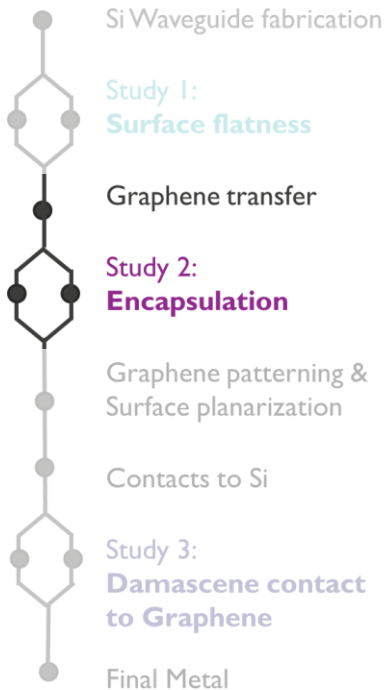 Si Waveguide fabrication
Study 1:
Surface flatness
Graphene transfer
Study 2:
Encapsulation
Graphene patterning &
Surface planarization
Contacts to Si
Study 3:
Damascene contact
to Graphene
Final Metal